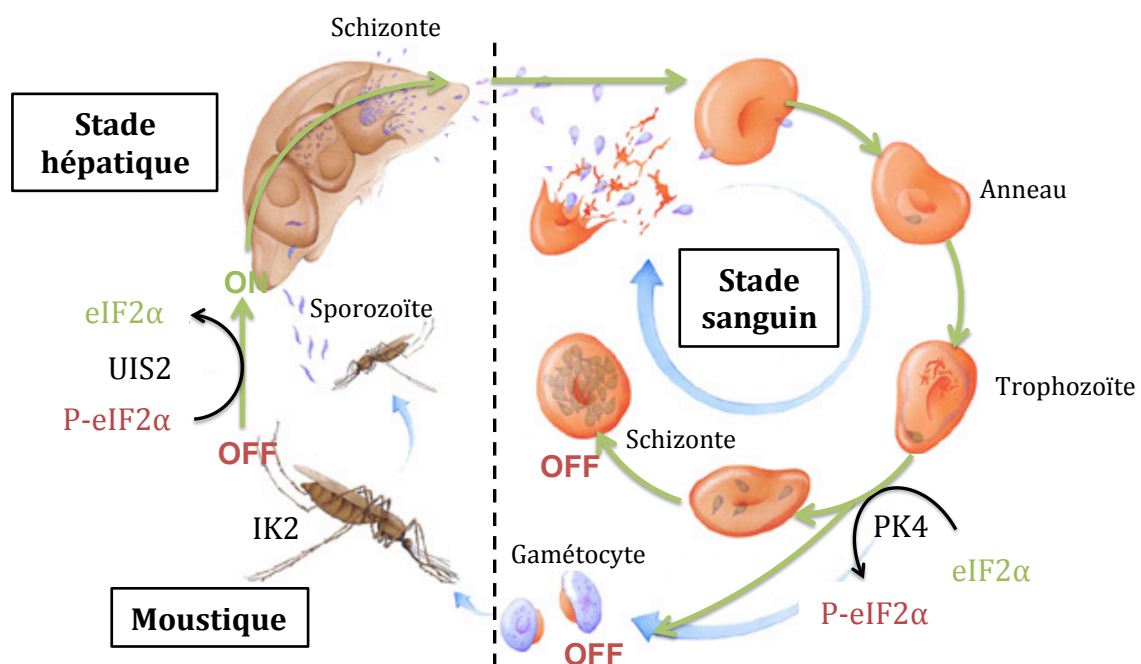 Schizonte
Stade
hépatique
Anneau
Stade
sanguin
ON
eIF2α
Sporozoïte
UIS2
Trophozoïte
P-eIF2α
OFF
Schizonte
OFF
IK2
PK4
Gamétocyte
eIF2α
P-eIF2α
Moustique
OFF